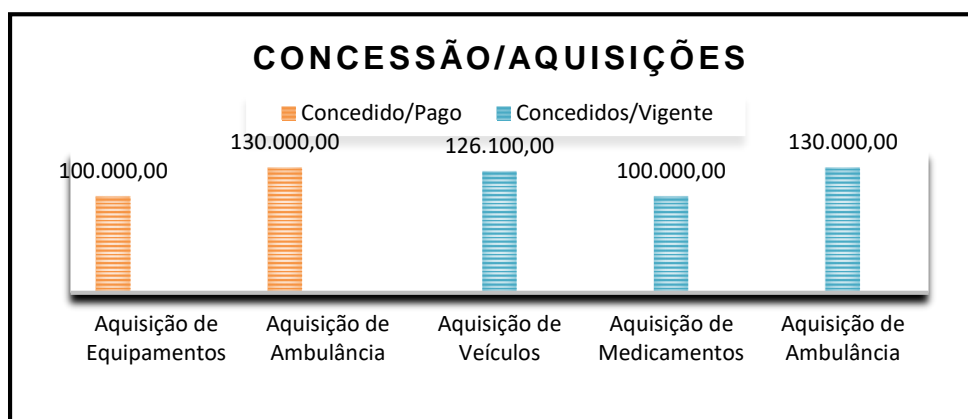 CONCESSÃO/AQUISIÇÕES
Concedido/Pago Concedidos/Vigente
100.000,00 130.000,00 126.100,00 100.000,00 130.000,00
Aquisição de Equipamentos
Aquisição de Ambulância
Aquisição de Veículos
Aquisição de Medicamentos
Aquisição de Ambulância